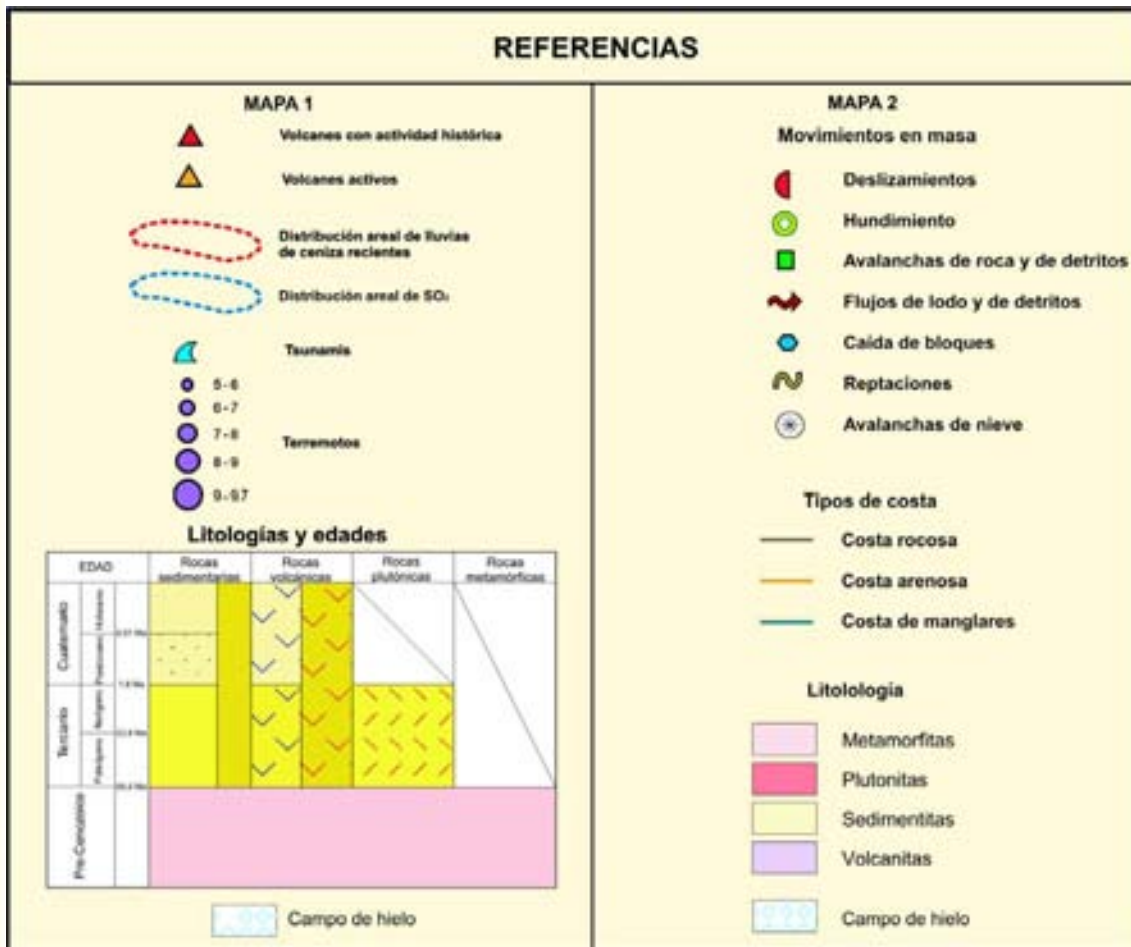 REFERENCIAS
MAPA 1
Volcanes con actividad histórica
Volcanes activos
Distribución areal de lluvias
de ceniza recientes
Distribución areal de SO₂
Tsunamis
5-6
6-7
7-8
8-9
9-9.7
Terremotos
Litologías y edades
EDAD
Rocas
sedimentarias
Rocas
volcánicas
Rocas
plutónicas
Rocas
metamórficas
Cuaternario
Holoceno
Pleistoceno
Terciario
Neógeno
Paleógeno
Pre-Cenozoico
Campo de hielo
MAPA 2
Movimientos en masa
Deslizamientos
Hundimiento
Avalanchas de roca y de detritos
Flujos de lodo y de detritos
Caída de bloques
Reptaciones
Avalanchas de nieve
Tipos de costa
Costa rocosa
Costa arenosa
Costa de manglares
Litolología
Metamorfitas
Plutonitas
Sedimentitas
Volcanitas
Campo de hielo